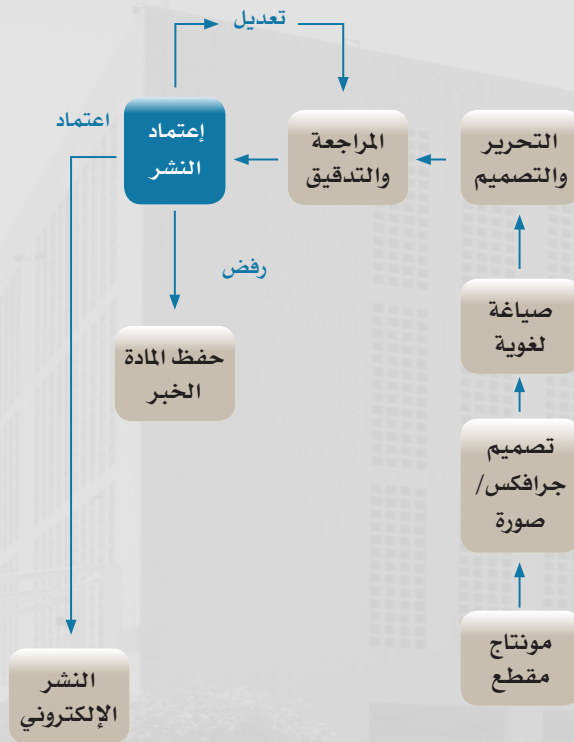 تعديل
اعتماد
إعتماد
النشر
المراجعة
والتدقيق
التحرير
والتصميم
رفض
صياغة
لغوية
حفظ المادة
الخبر
تصميم
جرافكس/
صورة
مونتاج
مقطع
النشر
الإلكتروني